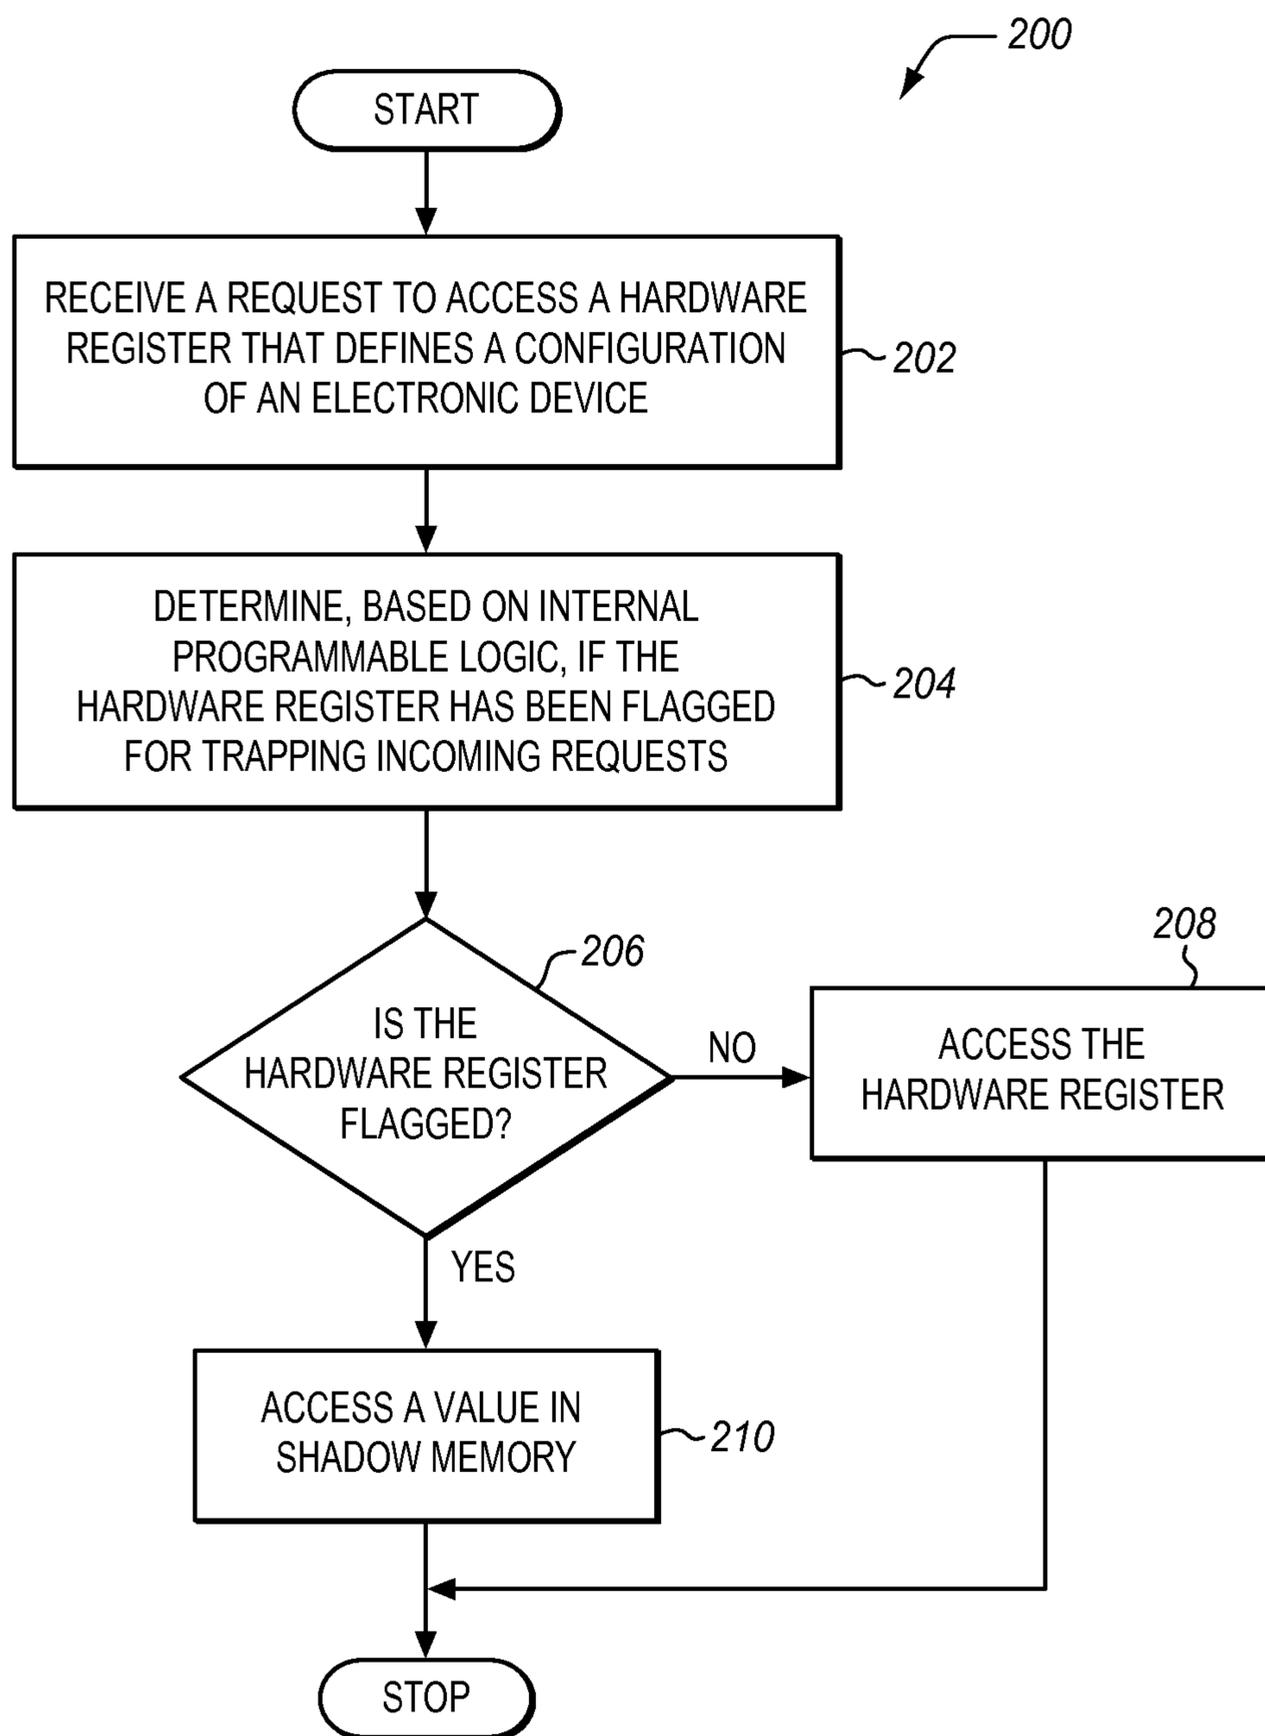 200
START
RECEIVE A REQUEST TO ACCESS A HARDWARE
REGISTER THAT DEFINES A CONFIGURATION
OF AN ELECTRONIC DEVICE
202
DETERMINE, BASED ON INTERNAL
PROGRAMMABLE LOGIC, IF THE
HARDWARE REGISTER HAS BEEN FLAGGED
FOR TRAPPING INCOMING REQUESTS
204
206
IS THE
HARDWARE REGISTER
FLAGGED?
NO
208
ACCESS THE
HARDWARE REGISTER
YES
ACCESS A VALUE IN
SHADOW MEMORY
210
STOP